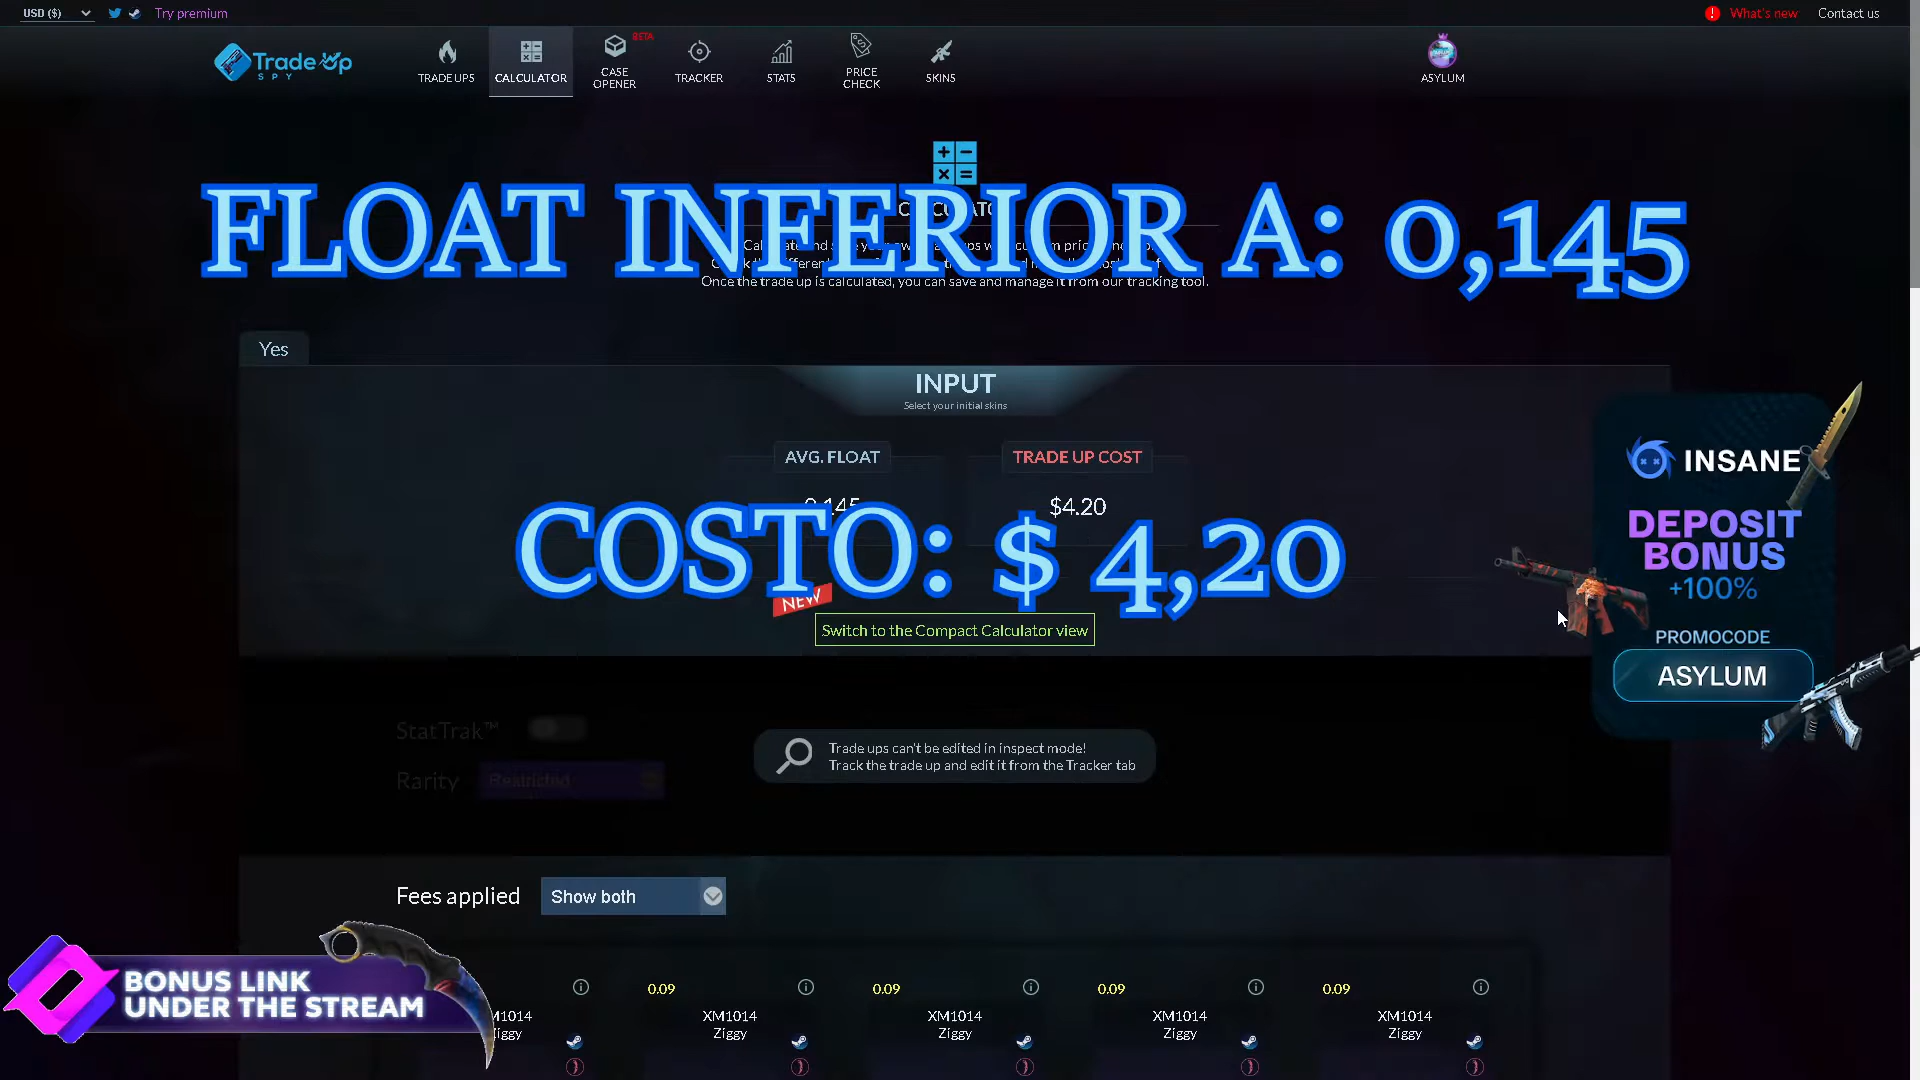 USD ($)
Try premium
What's new
Contact us
Trade Up
SPY
TRADE UPS
CALCULATOR
CASE
OPENER
BETA
TRACKER
STATS
PRICE
CHECK
SKINS
ASYLUM
FLOAT INFERIOR A: 0,145
Once the trade up is calculated, you can save and manage it from our tracking tool.
Yes
INPUT
Select your initial skins
AVG. FLOAT
TRADE UP COST
0.145
$4.20
COSTO: $ 4,20
NEW
Switch to the Compact Calculator view
INSANE
DEPOSIT
BONUS
+100%
PROMOCODE
ASYLUM
StatTrak™
Rarity
Restricted
Trade ups can't be edited in inspect mode!
Track the trade up and edit it from the Tracker tab
Fees applied
Show both
BONUS LINK
UNDER THE STREAM
0.09
0.09
0.09
0.09
XM1014
XM1014
XM1014
XM1014
Ziggy
Ziggy
Ziggy
Ziggy